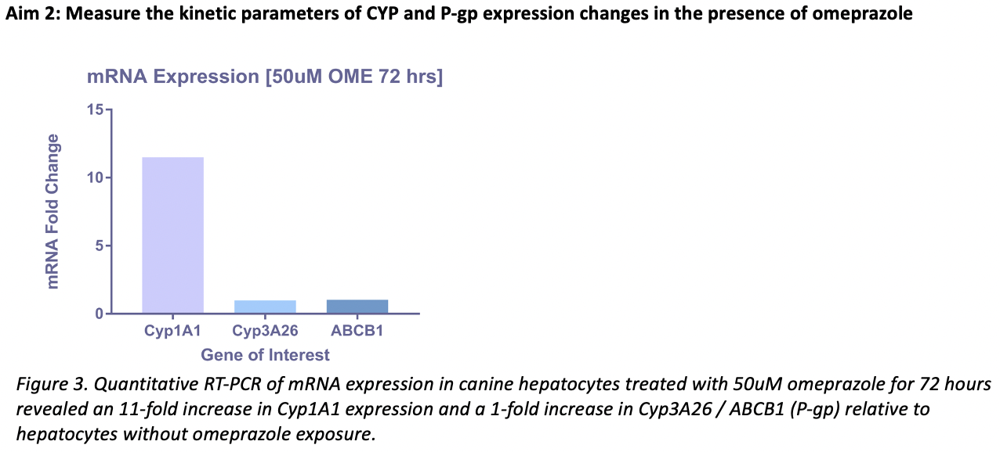 Aim 2: Measure the kinetic parameters of CYP and P-gp expression changes in the presence of omeprazole
mRNA Expression [50uM OME 72 hrs]
mRNA Fold Change
15
10
5
0
Cyp1A1 Cyp3A26 ABCB1
Gene of Interest
Figure 3. Quantitative RT-PCR of mRNA expression in canine hepatocytes treated with 50uM omeprazole for 72 hours
revealed an 11-fold increase in Cyp1A1 expression and a 1-fold increase in Cyp3A26 / ABCB1 (P-gp) relative to
hepatocytes without omeprazole exposure.